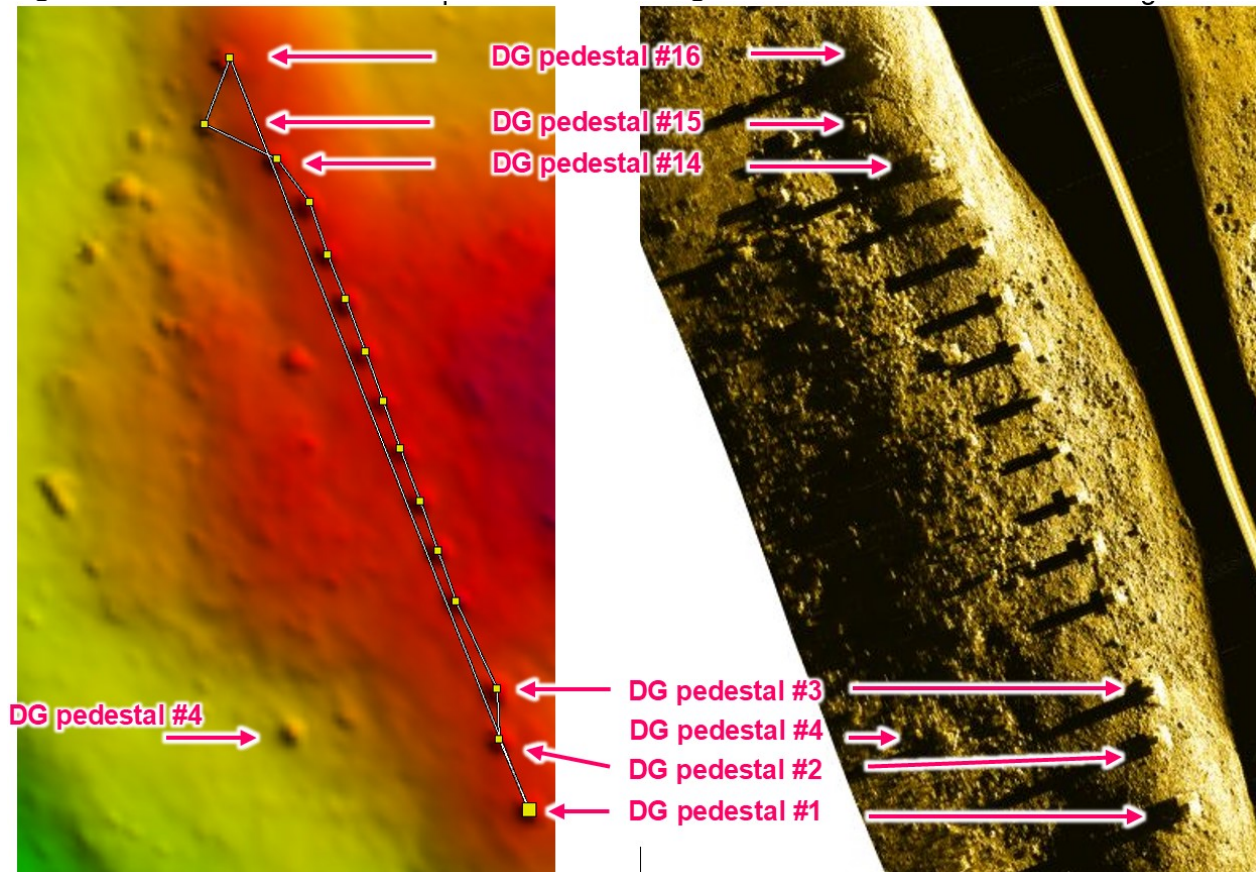 DG pedestal #16
DG pedestal #15
DG pedestal #14
DG pedestal #3
DG pedestal #4
DG pedestal #4
DG pedestal #2
DG pedestal #1